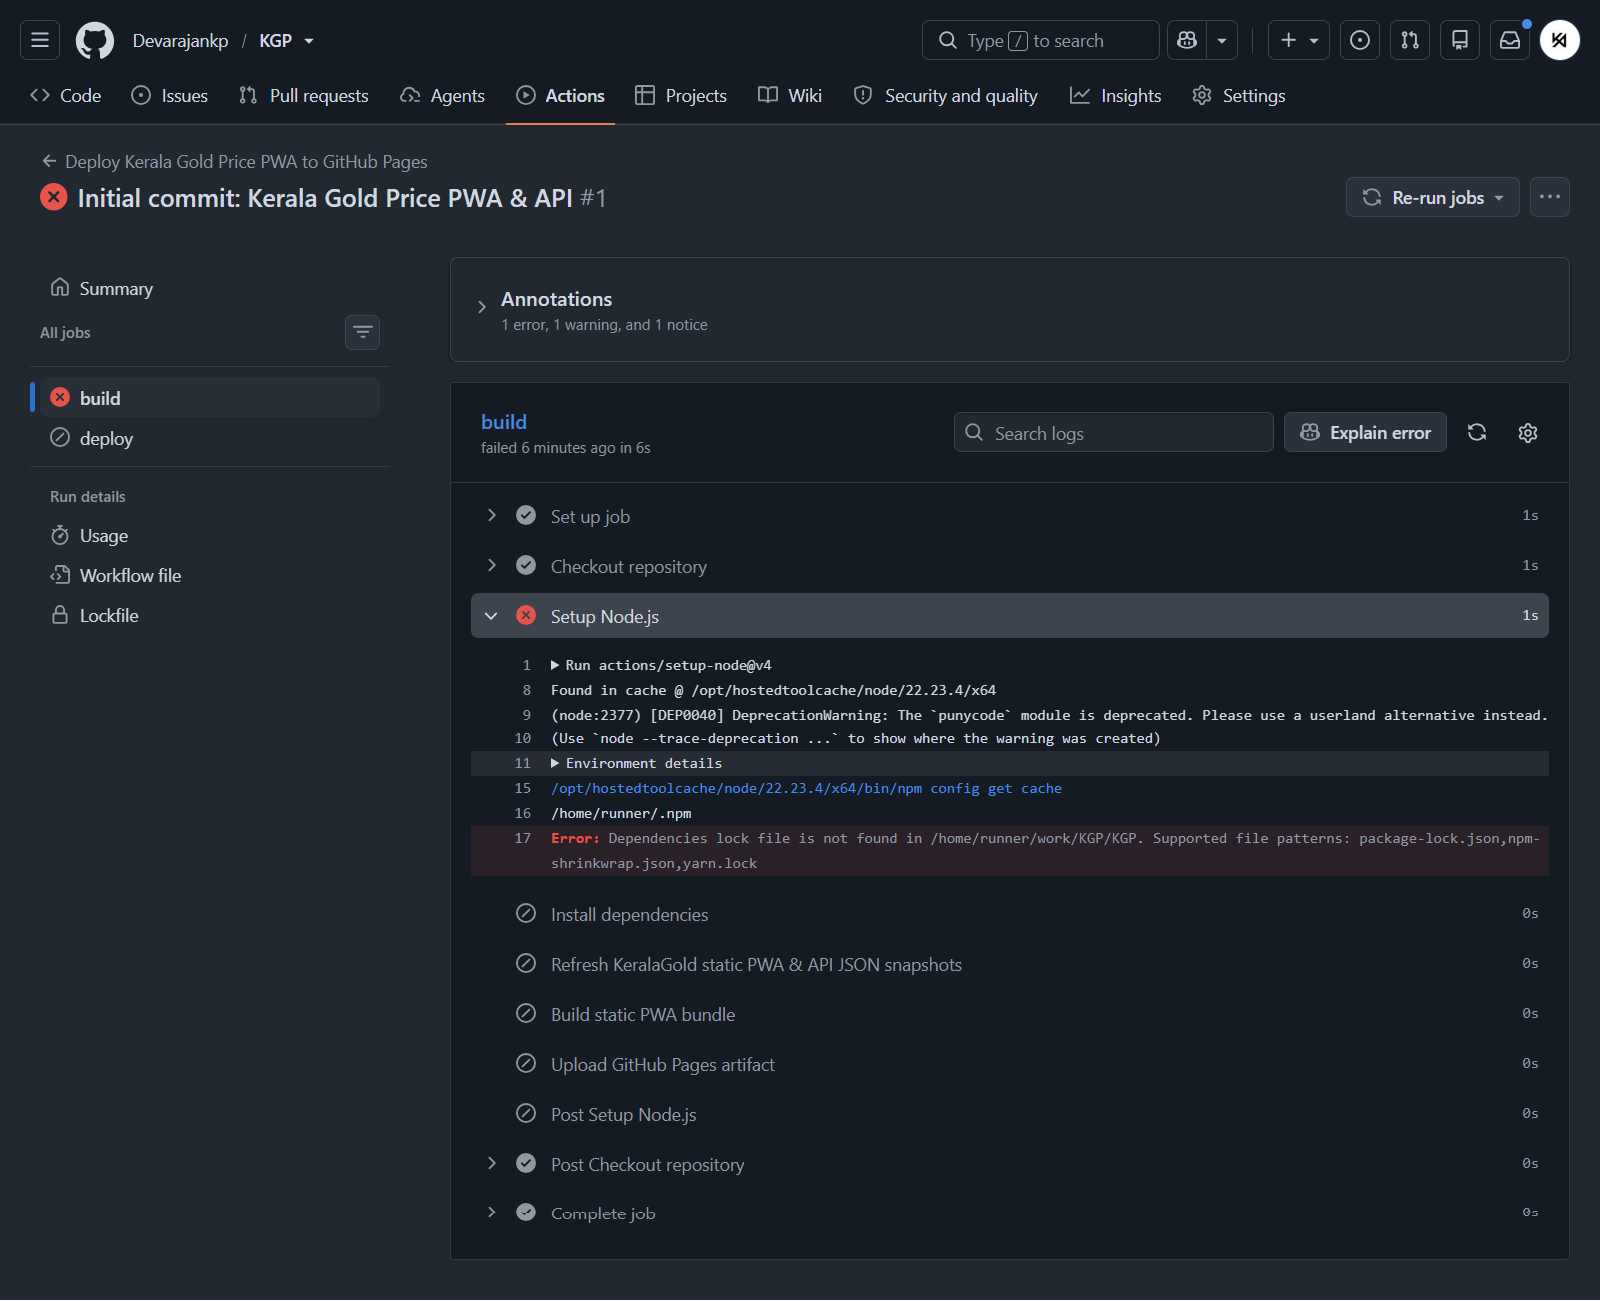 Devarajankp / KGP
Type / to search
Code
Issues
Pull requests
Agents
Actions
Projects
Wiki
Security and quality
Insights
Settings
Deploy Kerala Gold Price PWA to GitHub Pages
Initial commit: Kerala Gold Price PWA & API #1
Re-run jobs
Summary
All jobs
build
deploy
Run details
Usage
Workflow file
Lockfile
Annotations
1 error, 1 warning, and 1 notice
build
failed 6 minutes ago in 6s
Search logs
Explain error
Set up job 1s
Checkout repository 1s
Setup Node.js 1s
1 Run actions/setup-node@v4
8 Found in cache @ /opt/hostedtoolcache/node/22.23.4/x64
9 (node:2377) [DEP0040] DeprecationWarning: The `punycode` module is deprecated. Please use a userland alternative instead.
10 (Use `node --trace-deprecation ...` to show where the warning was created)
11 Environment details
15 /opt/hostedtoolcache/node/22.23.4/x64/bin/npm config get cache
16 /home/runner/.npm
17 Error: Dependencies lock file is not found in /home/runner/work/KGP/KGP. Supported file patterns: package-lock.json,npm-
shrinkwrap.json,yarn.lock
Install dependencies 0s
Refresh KeralaGold static PWA & API JSON snapshots 0s
Build static PWA bundle 0s
Upload GitHub Pages artifact 0s
Post Setup Node.js 0s
Post Checkout repository 0s
Complete job 0s